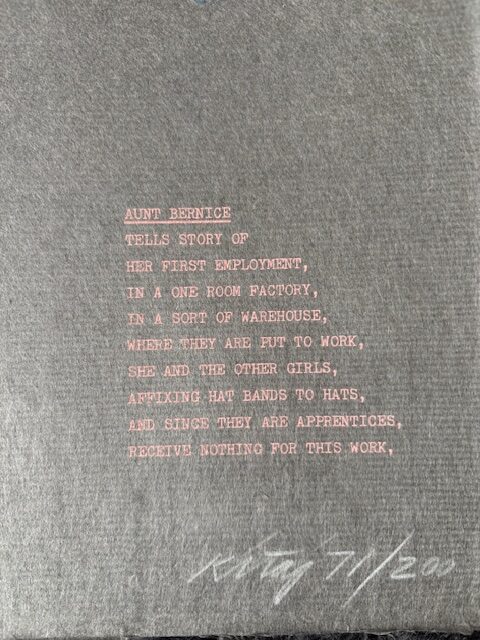 AUNT BERNICE
TELLS STORY OF
HER FIRST EMPLOYMENT,
IN A ONE ROOM FACTORY,
IN A SORT OF WAREHOUSE,
WHERE THEY ARE PUT TO WORK,
SHE AND THE OTHER GIRLS,
AFFIXING HAT BANDS TO HATS,
AND SINCE THEY ARE APPRENTICES,
RECEIVE NOTHING FOR THIS WORK,
Kitaj 71/200